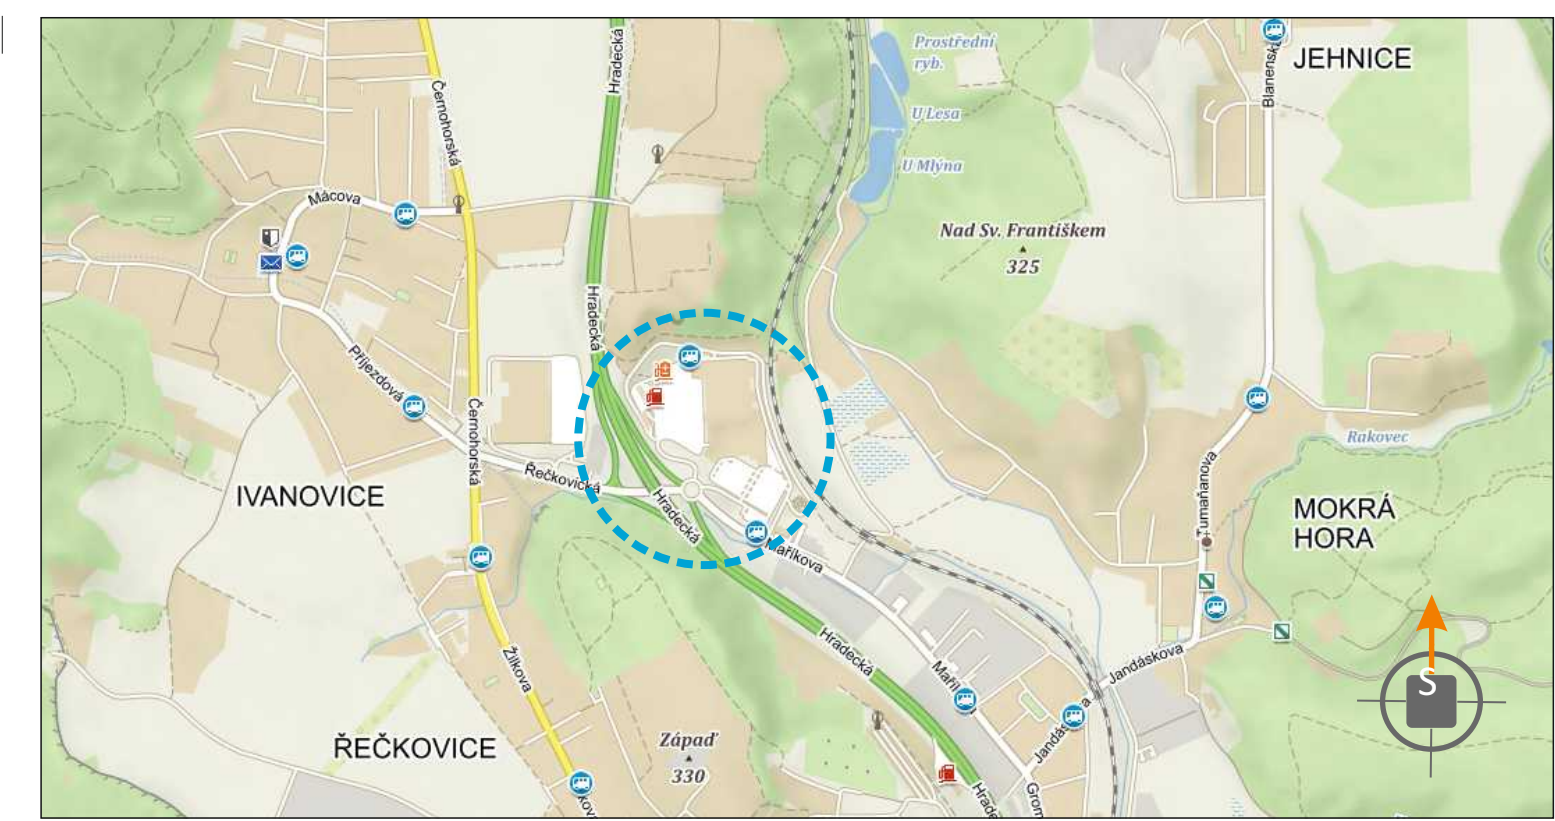 Prostřední
ryb.
U Lesa
U Mlýna
JEHNICE
Blanenská
Hradecká
Černohorská
Mácova
Nad Sv. Františkem
325
Hradecká
Příjezdová
Černohorská
Řečkovická
Hradecká
Maříkova
IVANOVICE
Rakovec
Tumaňanova
MOKRÁ
HORA
Žilkova
Hradecká
Jandáskova
S
ŘEČKOVICE
Západ'
330